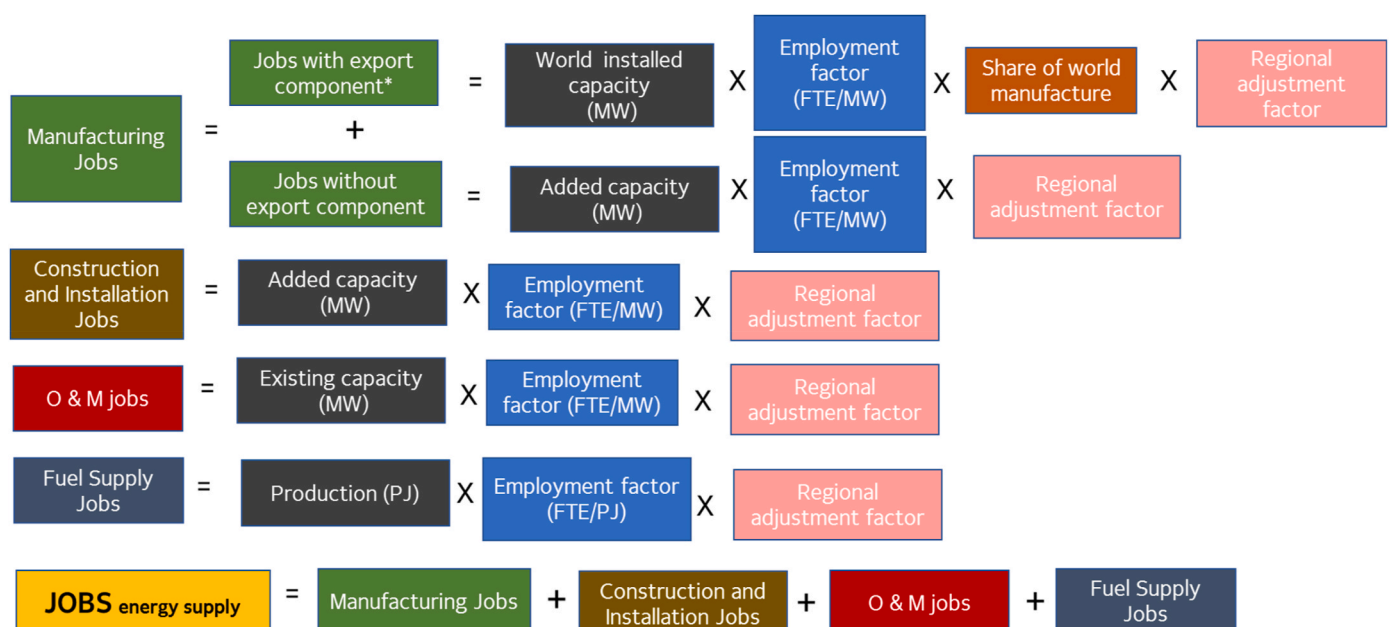 Jobs with export
component*
=
World installed
capacity
(MW)
X
Employment
factor
(FTE/MW)
X
Share of world
manufacture
X
Regional
adjustment
factor
Manufacturing
Jobs
=
+
Jobs without
export component
=
Added capacity
(MW)
X
Employment
factor
(FTE/MW)
X
Regional
adjustment factor
Construction
and Installation
Jobs
=
Added capacity
(MW)
X
Employment
factor (FTE/MW)
X
Regional
adjustment factor
O & M jobs
=
Existing capacity
(MW)
X
Employment
factor (FTE/MW)
X
Regional
adjustment factor
Fuel Supply
Jobs
=
Production (PJ)
X
Employment factor
(FTE/PJ)
X
Regional
adjustment factor
JOBS energy supply
=
Manufacturing Jobs
+
Construction and
Installation Jobs
+
O & M jobs
+
Fuel Supply
Jobs